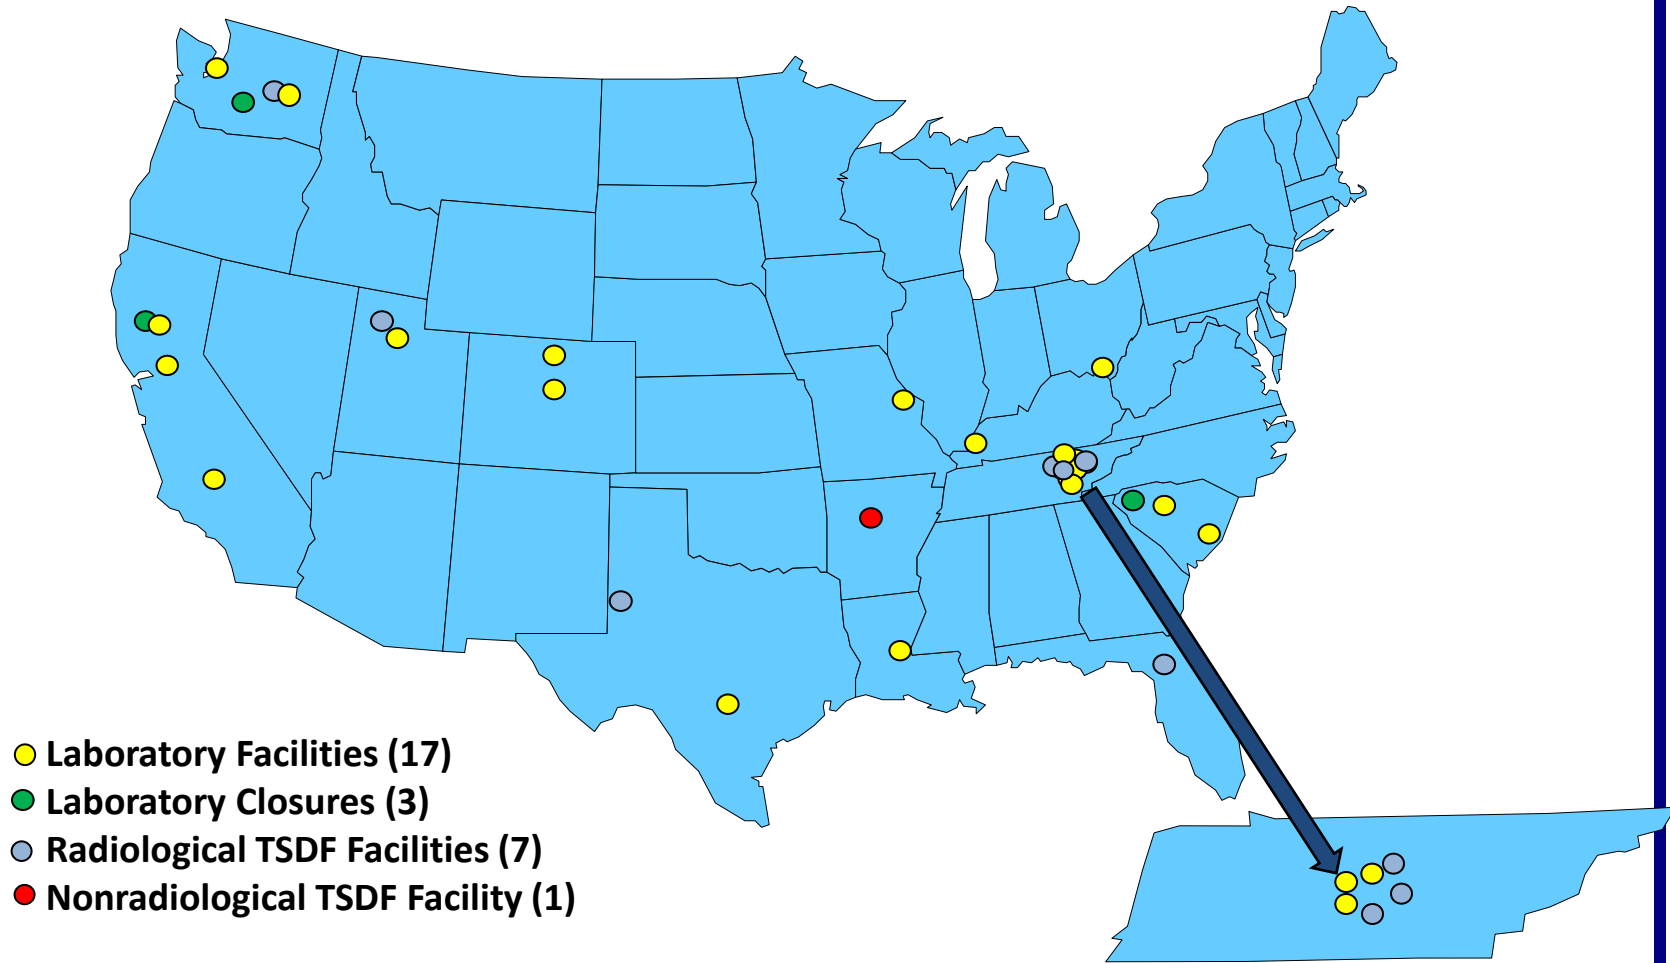 Laboratory Facilities (17)
Laboratory Closures (3)
Radiological TSDF Facilities (7)
Nonradiological TSDF Facility (1)